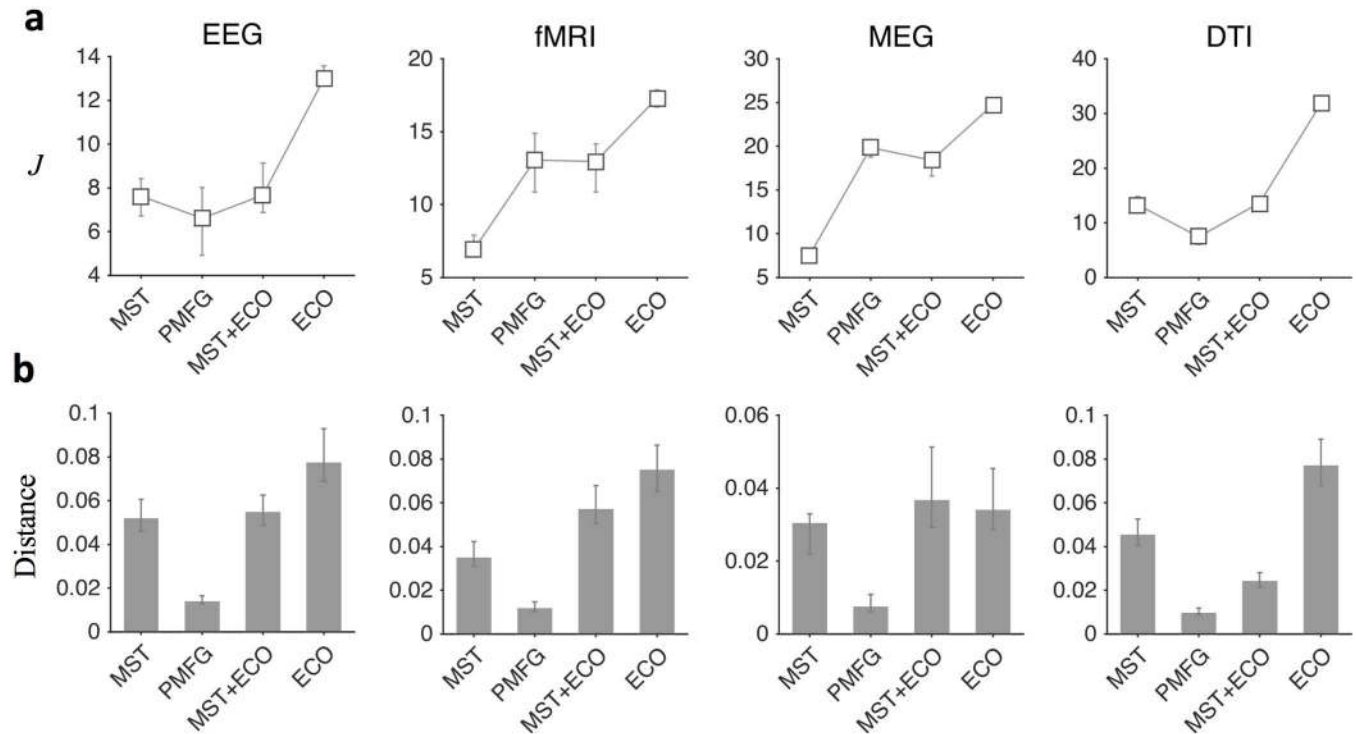 a
EEG fMRI MEG DTI
J
14 12 10 8 6 4
20 15 10 5
30 25 20 15 10 5
40 30 20 10 0
MST PMFG MST+ECO ECO
MST PMFG MST+ECO ECO
MST PMFG MST+ECO ECO
MST PMFG MST+ECO ECO
b
Distance
0.1 0.08 0.06 0.04 0.02 0
0.1 0.08 0.06 0.04 0.02 0
0.06 0.04 0.02 0
0.1 0.08 0.06 0.04 0.02 0
MST PMFG MST+ECO ECO
MST PMFG MST+ECO ECO
MST PMFG MST+ECO ECO
MST PMFG MST+ECO ECO